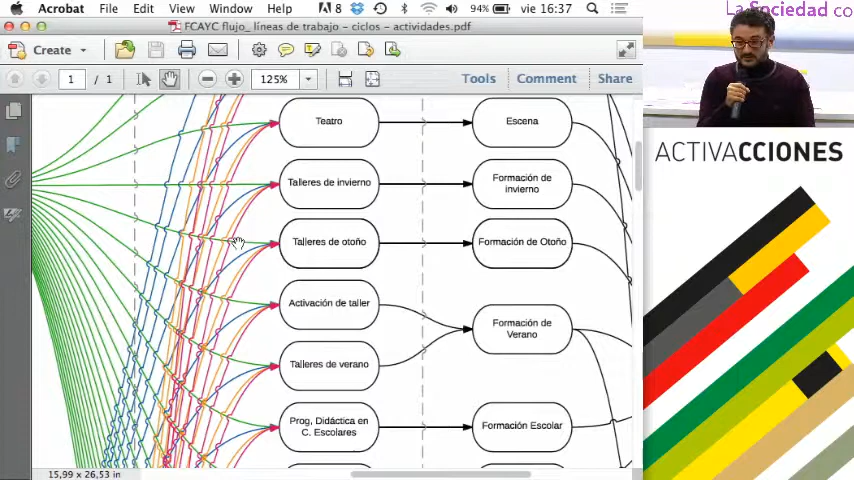 Acrobat File Edit View Window Help 8 94% vie 16:37
FCAYC flujo_ líneas de trabajo - ciclos - actividades.pdf
Create
1 / 1 125% Tools Comment Share
La Sociedad co
ACTIVACCIONES
Teatro
Escena
Talleres de invierno
Formación de
invierno
Talleres de otoño
Formación de Otoño
Activación de taller
Formación de
Verano
Talleres de verano
Prog, Didáctica en
C. Escolares
Formación Escolar
15,99 x 26,53 in